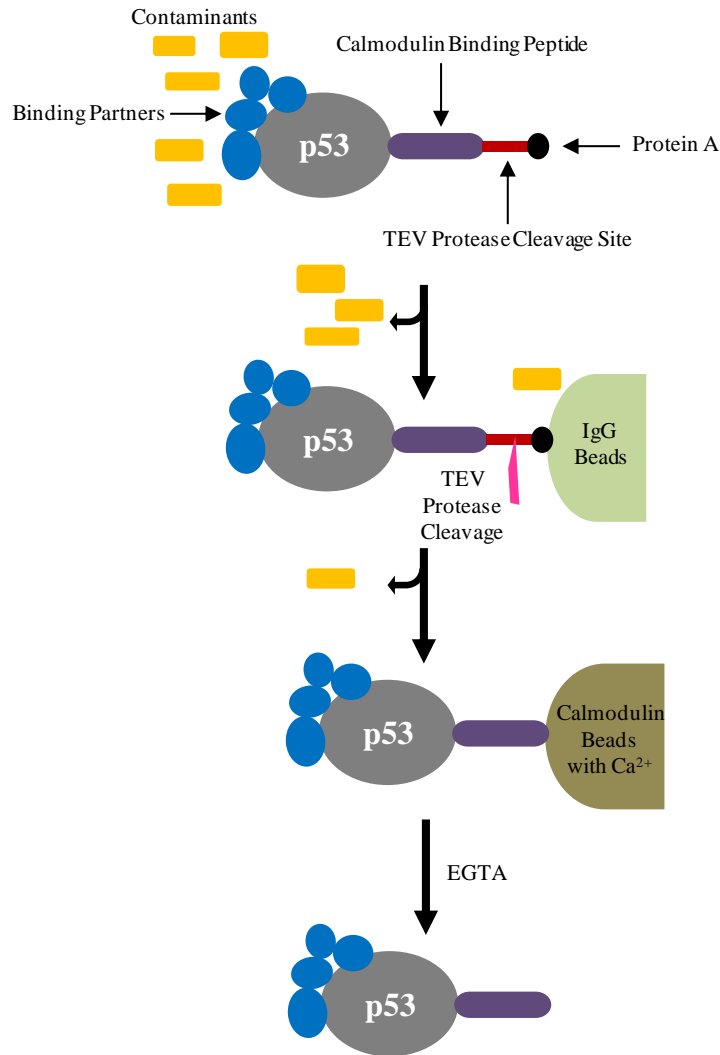 Contaminants
Calmodulin Binding Peptide
Binding Partners
p53
Protein A
TEV Protease Cleavage Site
p53
IgG
Beads
TEV
Protease
Cleavage
p53
Calmodulin
Beads
with Ca²⁺
EGTA
p53